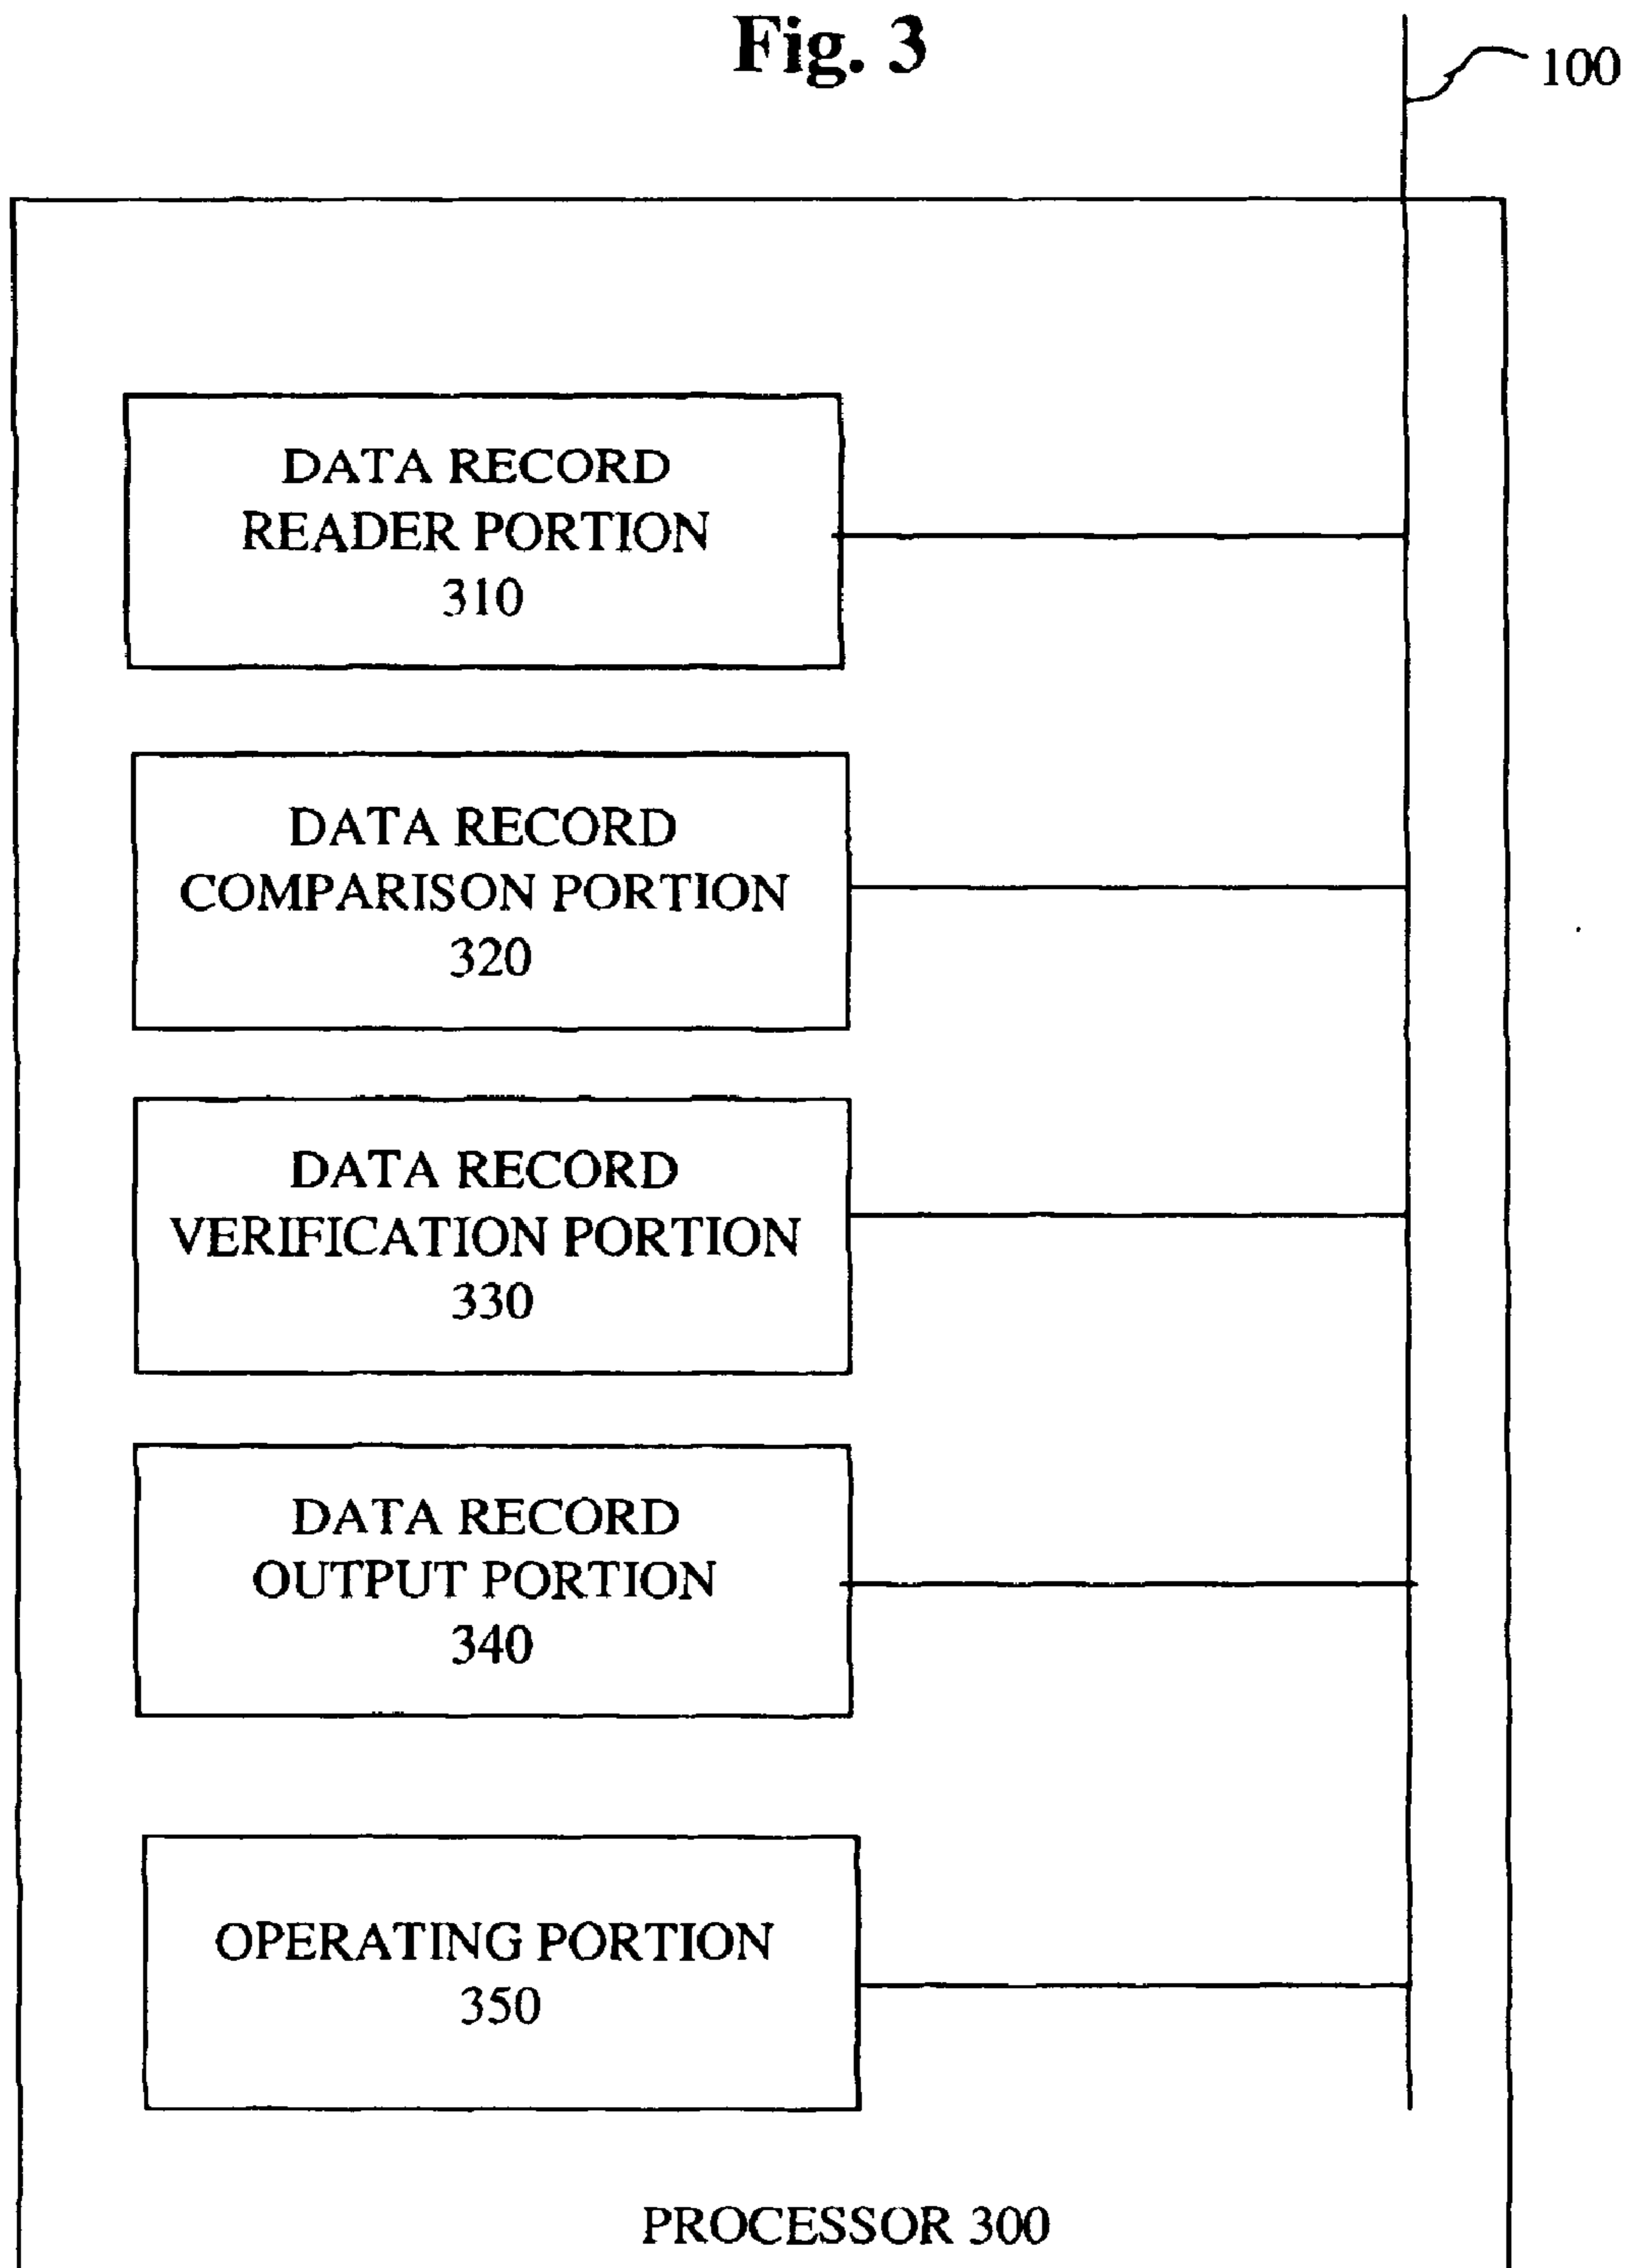 Fig. 3
100
DATA RECORD
READER PORTION
310
DATA RECORD
COMPARISON PORTION
320
DATA RECORD
VERIFICATION PORTION
330
DATA RECORD
OUTPUT PORTION
340
OPERATING PORTION
350
PROCESSOR 300